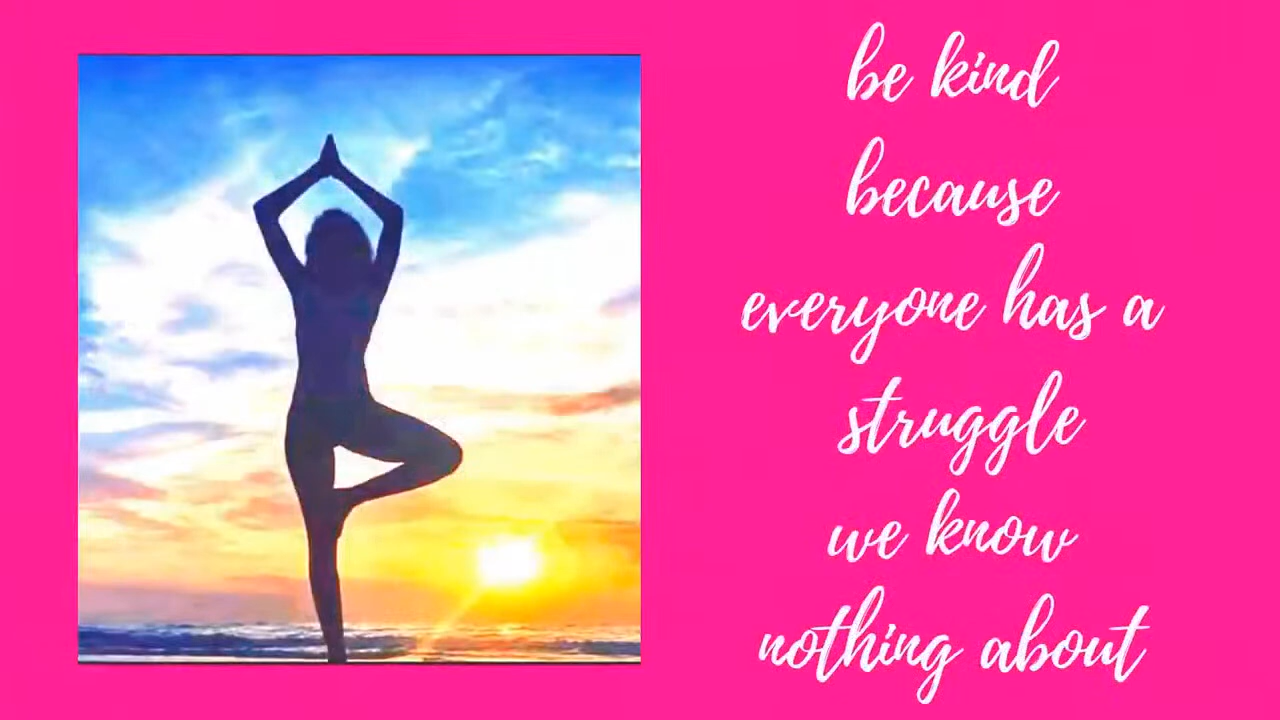 be kind
because
everyone has a
struggle
we know
nothing about